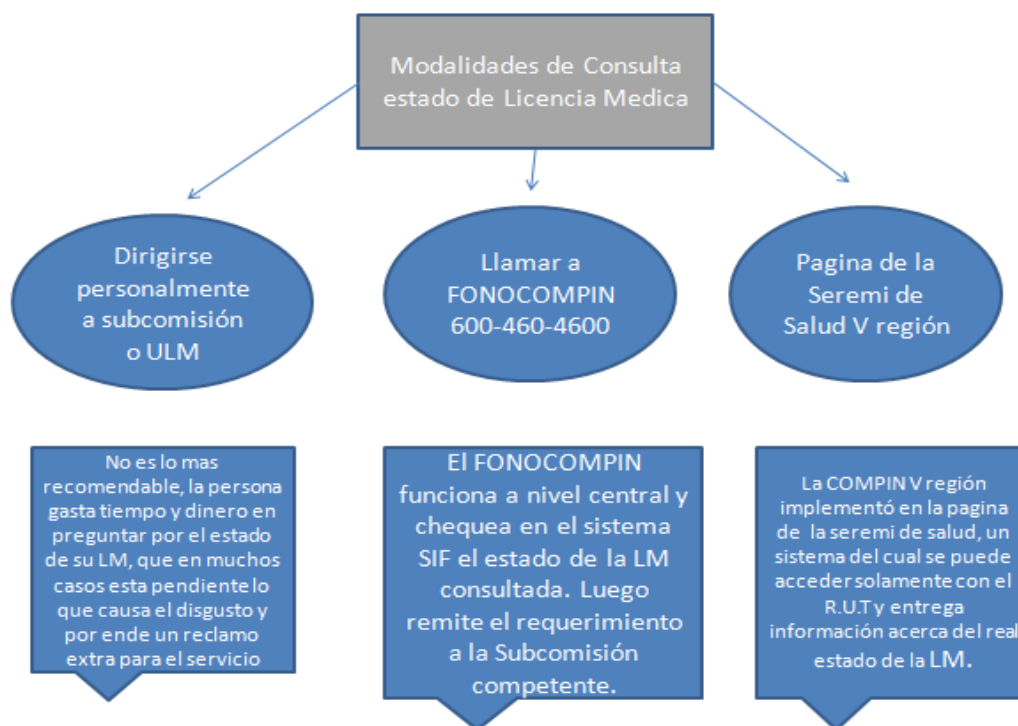 Modalidades de Consulta
estado de Licencia Medica
Dirigirse
personalmente
a subcomisión
o ULM
Llamar a
FONOCOMPIN
600-460-4600
Pagina de la
Seremi de
Salud V región
No es lo mas
recomendable, la persona
gasta tiempo y dinero en
preguntar por el estado
de su LM, que en muchos
casos esta pendiente lo
que causa el disgusto y
por ende un reclamo
extra para el servicio
El FONOCOMPIN
funciona a nivel central y
chequea en el sistema
SIF el estado de la LM
consultada. Luego
remite el requerimiento
a la Subcomisión
competente.
La COMPIN V región
implementó en la pagina
de la seremi de salud, un
sistema del cual se puede
acceder solamente con el
R.U.T y entrega
información acerca del real
estado de la LM.